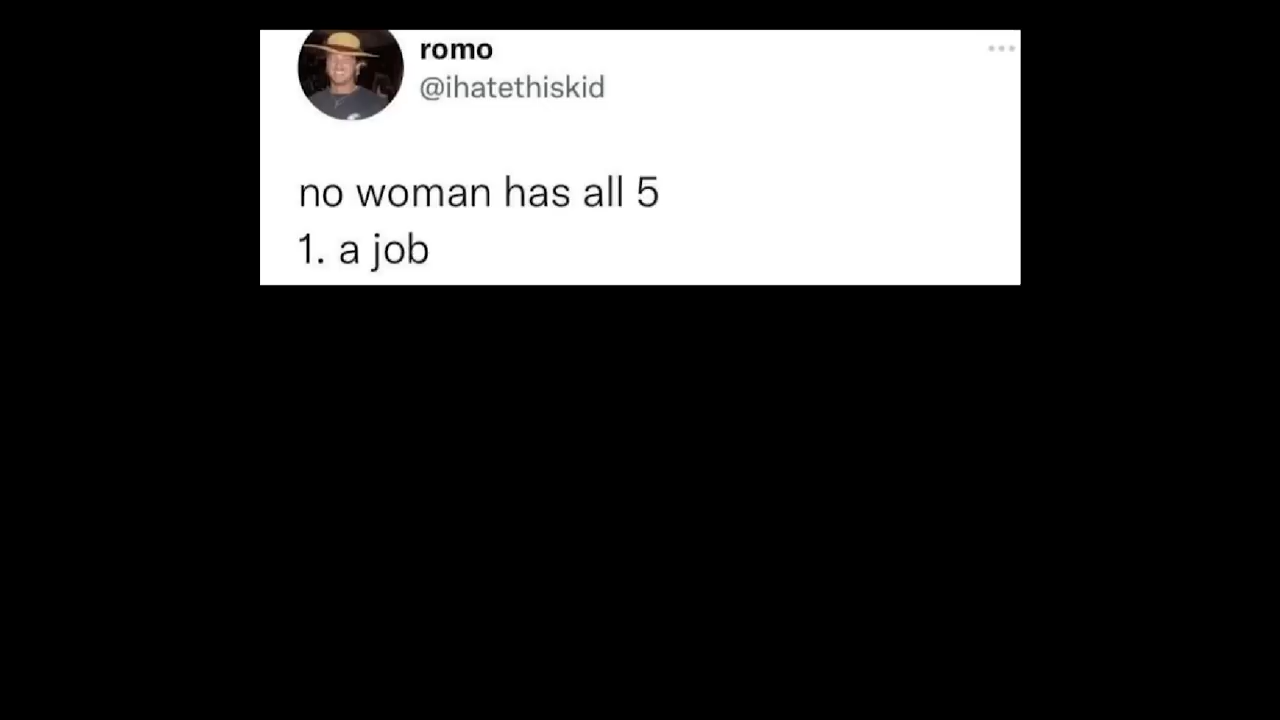 romo
@ihatethiskid
no woman has all 5
1. a job